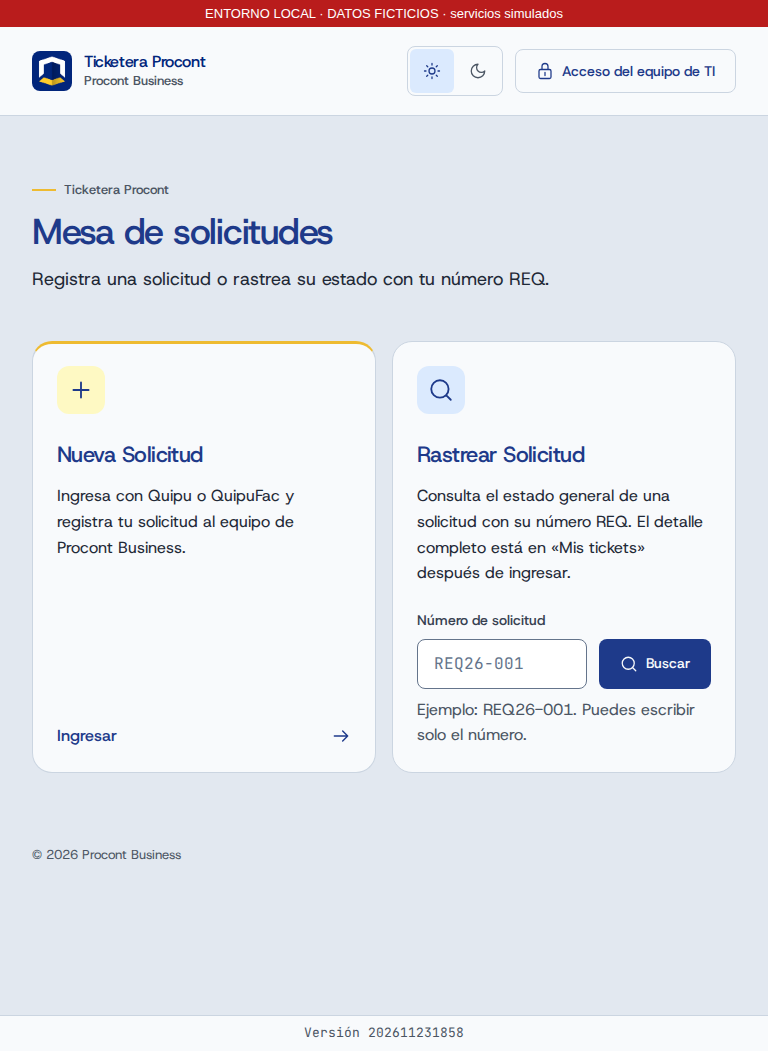 ENTORNO LOCAL · DATOS FICTICIOS · servicios simulados
Ticketera Procont
Procont Business
Acceso del equipo de TI
Ticketera Procont
Mesa de solicitudes
Registra una solicitud o rastrea su estado con tu número REQ.
Nueva Solicitud
Ingresa con Quipu o QuipuFac y
registra tu solicitud al equipo de
Procont Business.
Ingresar
Rastrear Solicitud
Consulta el estado general de una
solicitud con su número REQ. El detalle
completo está en «Mis tickets»
después de ingresar.
Número de solicitud
REQ26-001
Buscar
Ejemplo: REQ26-001. Puedes escribir
solo el número.
© 2026 Procont Business
Versión 202611231858